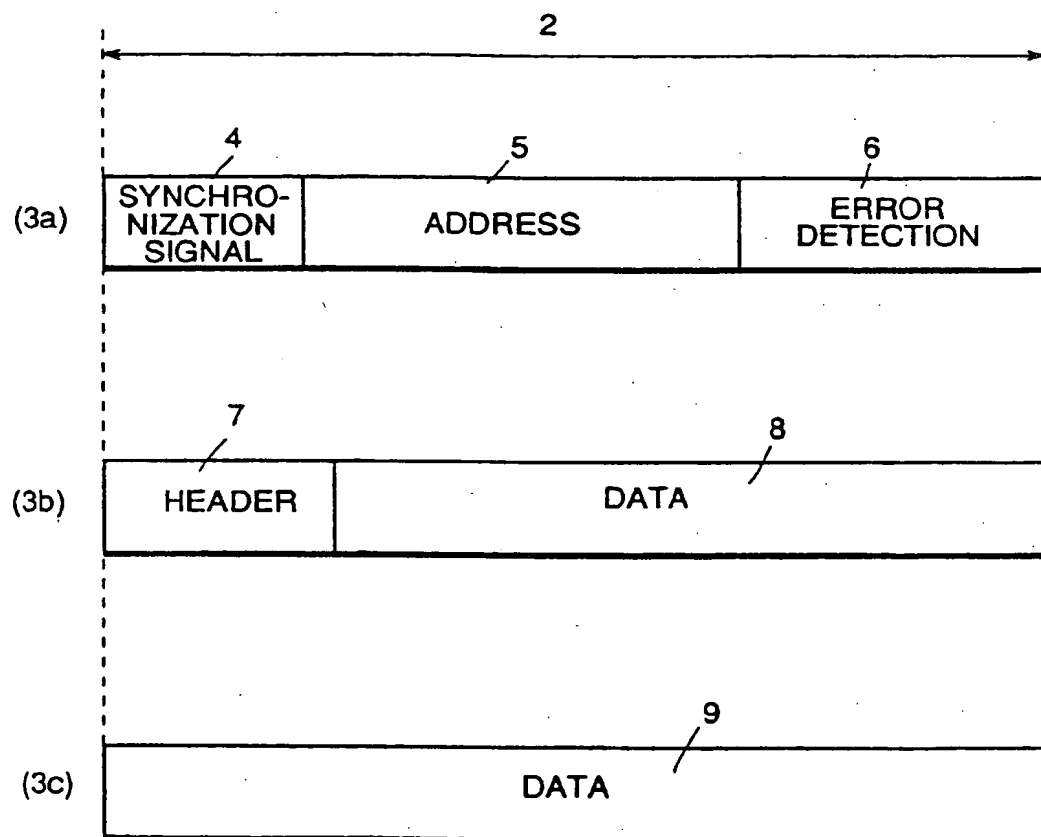 2
4
5
6
(3a)
SYNCHRO-
NIZATION
SIGNAL
ADDRESS
ERROR
DETECTION
7
8
(3b)
HEADER
DATA
9
(3c)
DATA